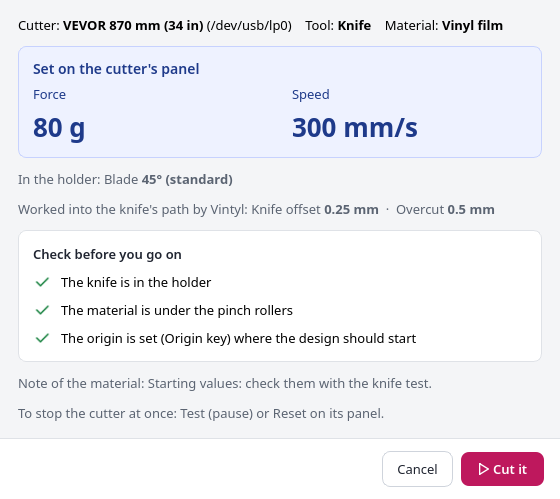 Cutter: VEVOR 870 mm (34 in) (/dev/usb/lp0) Tool: Knife Material: Vinyl film
Set on the cutter's panel
Force Speed
80 g 300 mm/s
In the holder: Blade 45° (standard)
Worked into the knife's path by Vintyl: Knife offset 0.25 mm · Overcut 0.5 mm
Check before you go on
The knife is in the holder
The material is under the pinch rollers
The origin is set (Origin key) where the design should start
Note of the material: Starting values: check them with the knife test.
To stop the cutter at once: Test (pause) or Reset on its panel.
Cancel Cut it